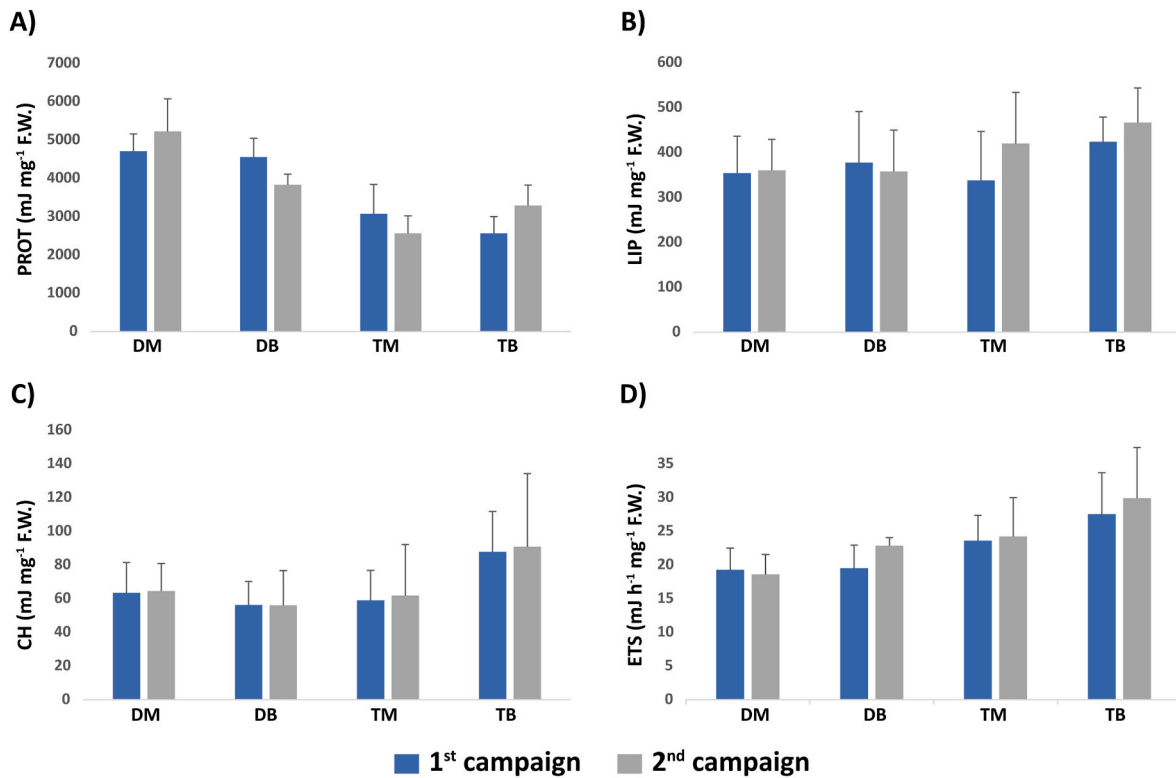 A)
PROT (mJ mg⁻¹ F.W.)
7000
6000
5000
4000
3000
2000
1000
0
DM DB TM TB
B)
LIP (mJ mg⁻¹ F.W.)
600
500
400
300
200
100
0
DM DB TM TB
C)
CH (mJ mg⁻¹ F.W.)
160
140
120
100
80
60
40
20
0
DM DB TM TB
D)
ETS (mJ h⁻¹ mg⁻¹ F.W.)
35
30
25
20
15
10
5
0
DM DB TM TB
1ˢᵗ campaign 2ⁿᵈ campaign